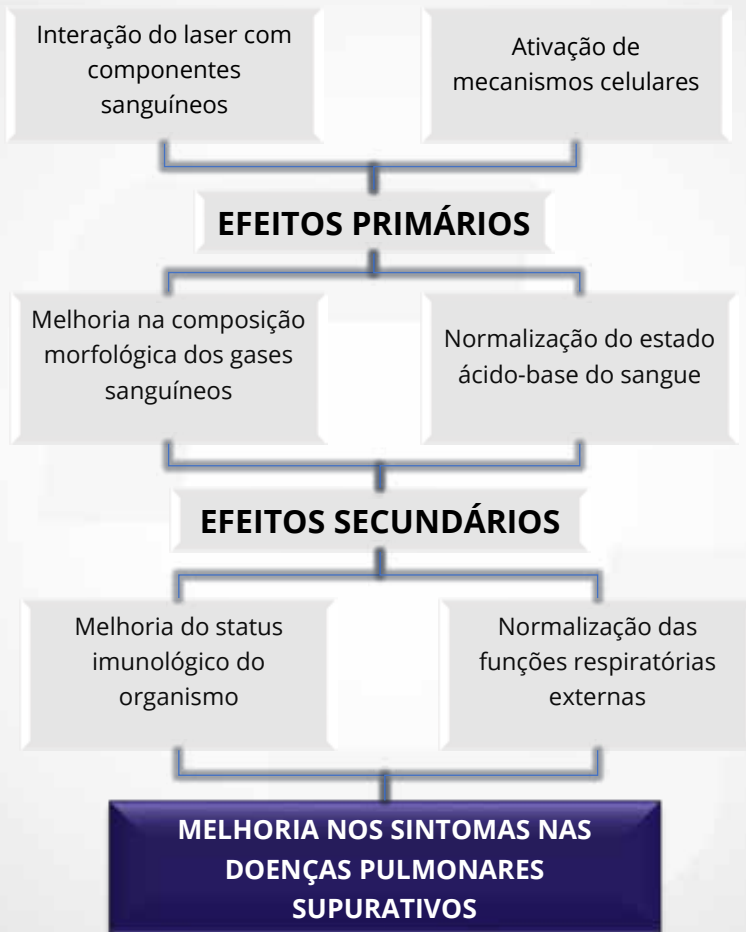 Interação do laser com
componentes
sanguíneos
Ativação de
mecanismos celulares
EFEITOS PRIMÁRIOS
Melhoria na composição
morfológica dos gases
sanguíneos
Normalização do estado
ácido-base do sangue
EFEITOS SECUNDÁRIOS
Melhoria do status
imunológico do
organismo
Normalização das
funções respiratórias
externas
MELHORIA NOS SINTOMAS NAS
DOENÇAS PULMONARES
SUPURATIVOS